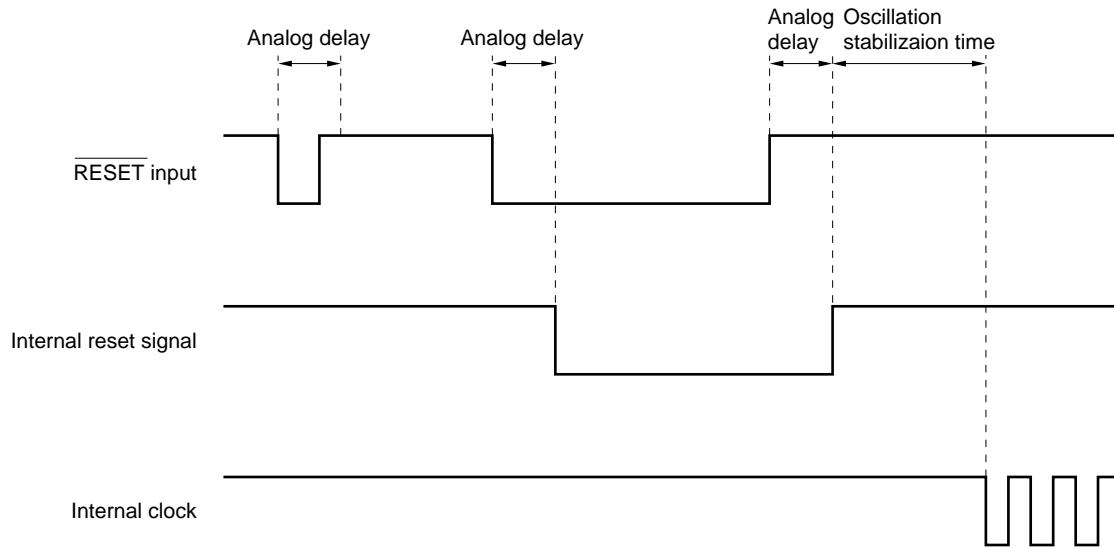 Analog delay
Analog delay
Analog
delay
Oscillation
stabilizaion time
RESET input
Internal reset signal
Internal clock